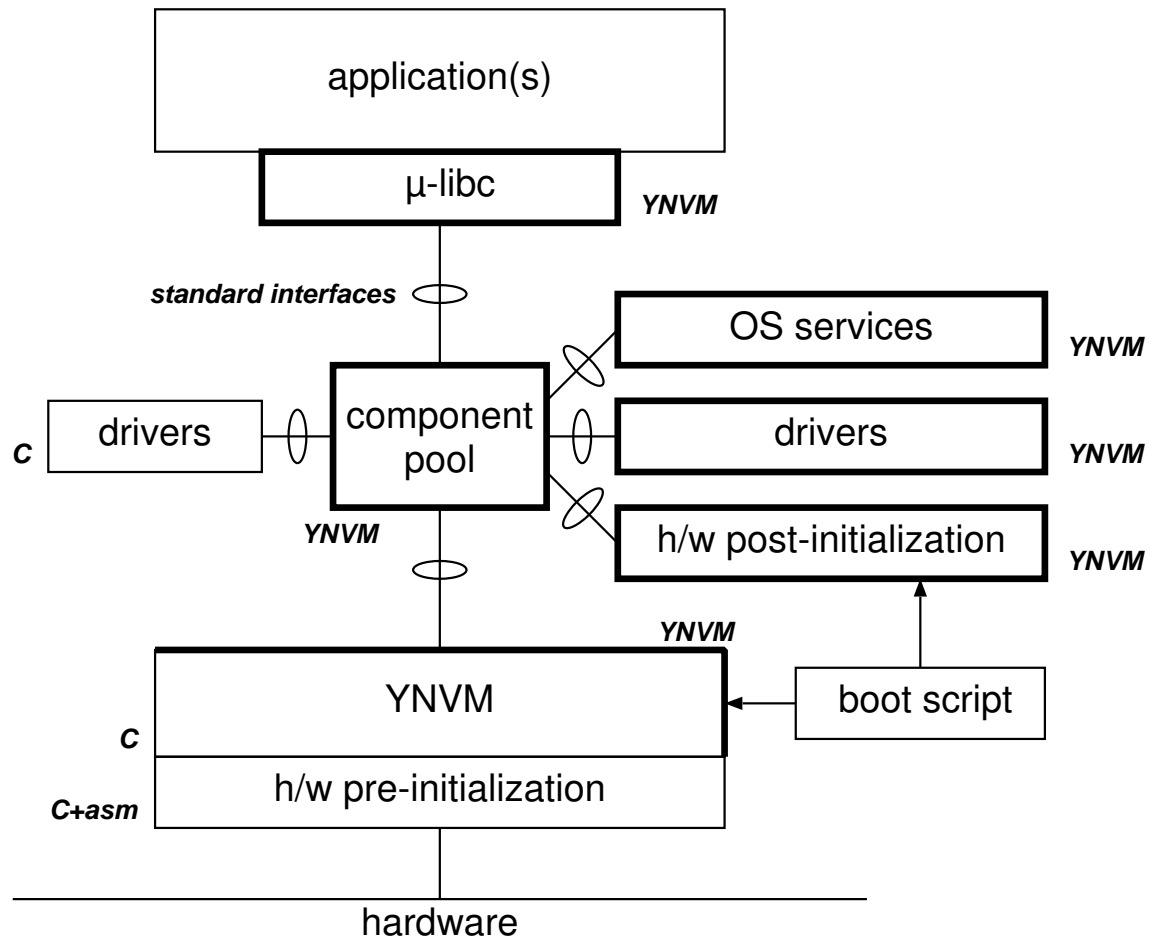 application(s)
µ-libc
YNVM
standard interfaces
OS services
YNVM
C
drivers
component
pool
YNVM
drivers
YNVM
h/w post-initialization
YNVM
YNVM
YNVM
C
boot script
h/w pre-initialization
C+asm
hardware